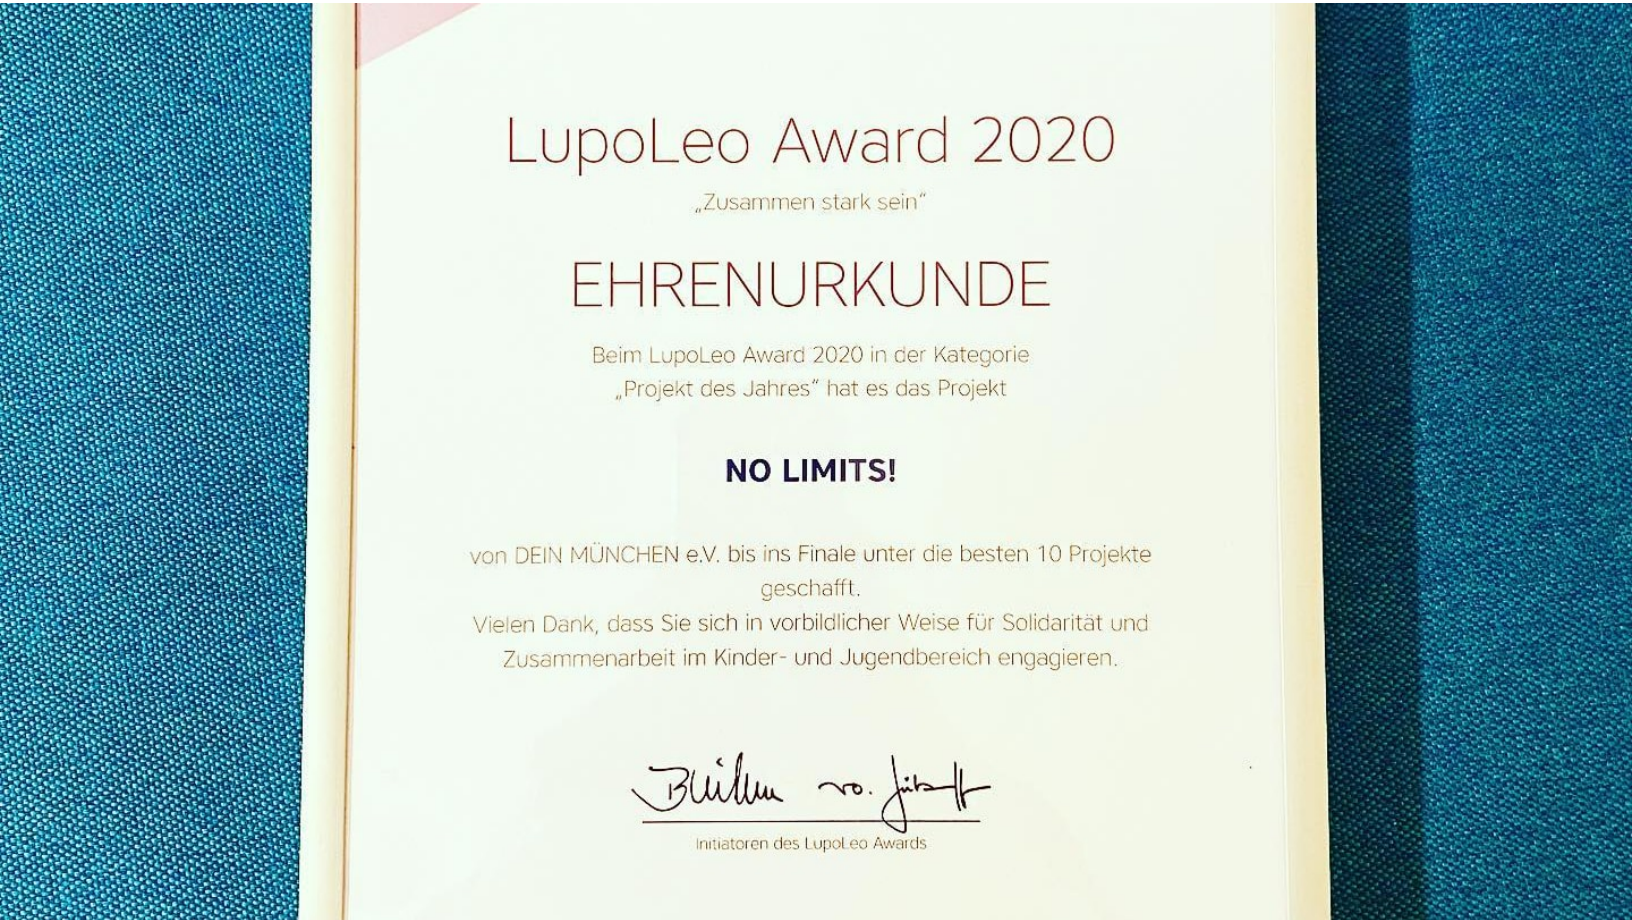 LupoLeo Award 2020
„Zusammen stark sein“
EHRENURKUNDE
Beim LupoLeo Award 2020 in der Kategorie
„Projekt des Jahres“ hat es das Projekt
NO LIMITS!
von DEIN MÜNCHEN e.V. bis ins Finale unter die besten 10 Projekte
geschafft.
Vielen Dank, dass Sie sich in vorbildlicher Weise für Solidarität und
Zusammenarbeit im Kinder- und Jugendbereich engagieren.
Initiatoren des LupoLeo Awards